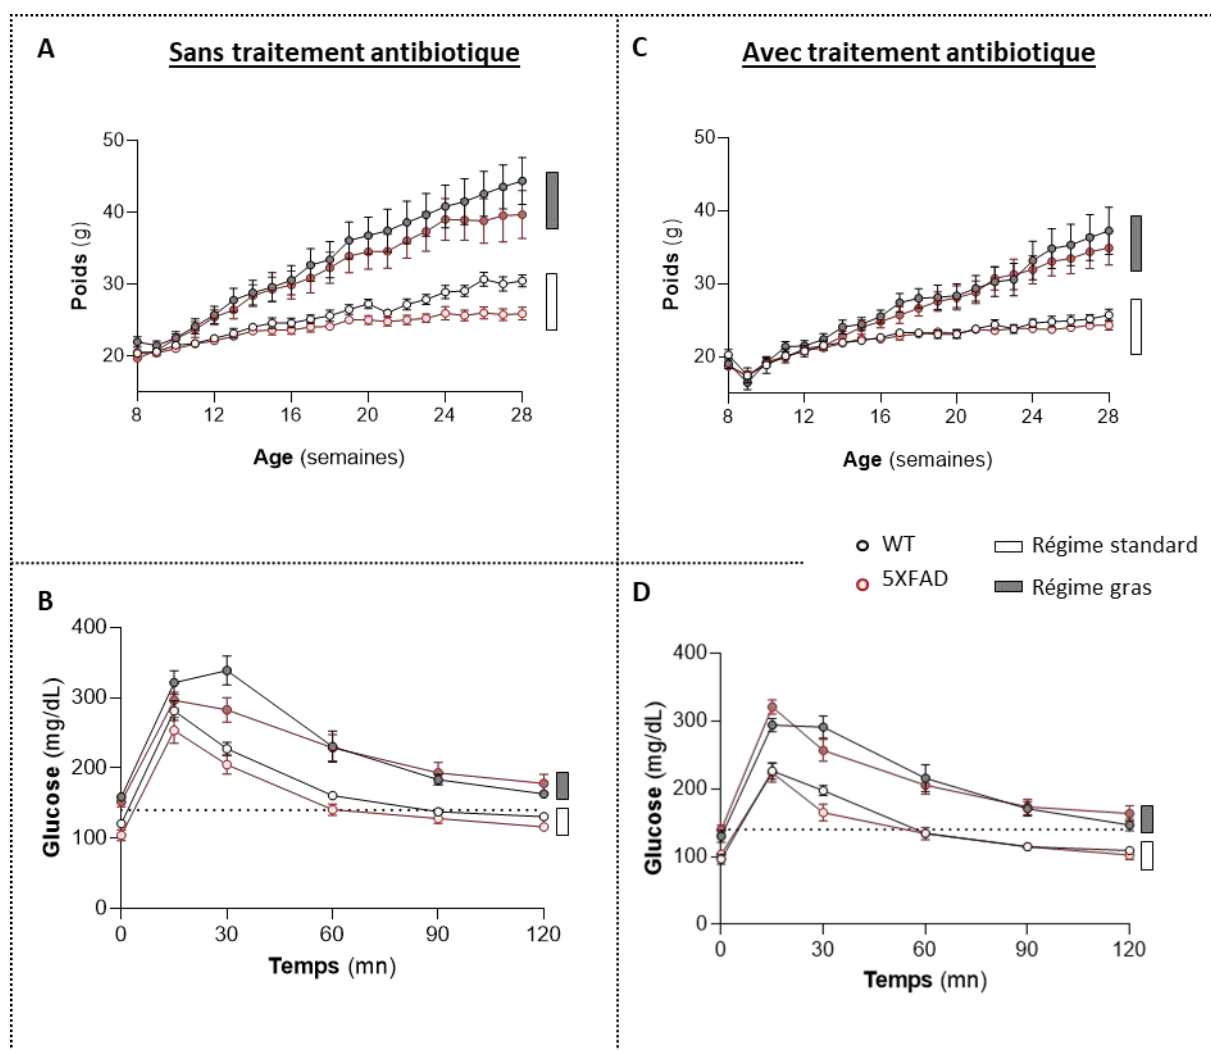 A
Sans traitement antibiotique
50
40
30
20
Poids (g)
8 12 16 20 24 28
Age (semaines)
C
Avec traitement antibiotique
50
40
30
20
Poids (g)
8 12 16 20 24 28
Age (semaines)
WT
Régime standard
5XFAD
Régime gras
B
400
300
200
100
0
Glucose (mg/dL)
0 30 60 90 120
Temps (mn)
D
400
300
200
100
0
Glucose (mg/dL)
0 30 60 90 120
Temps (mn)